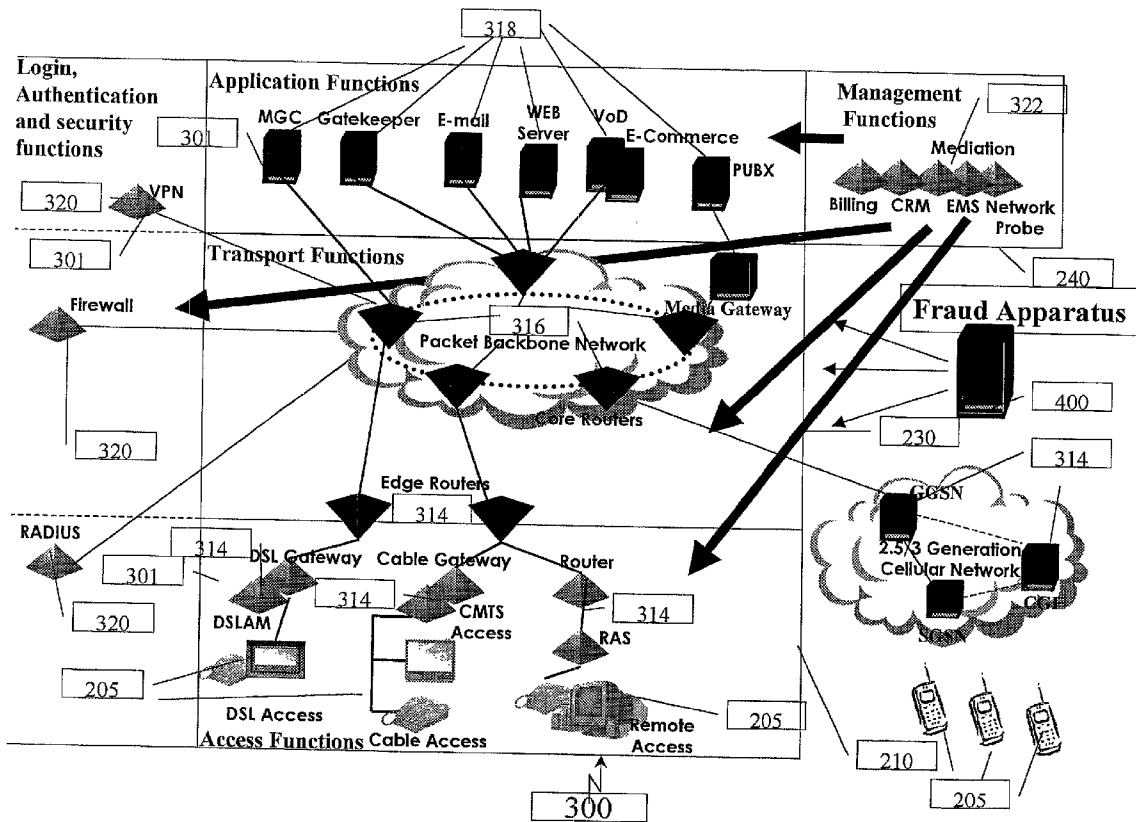 318
Login,
Authentication
and security
functions
Application Functions
Management
Functions
322
301
MGC
Gatekeeper
E-mail
WEB
Server
VoD
E-Commerce
PUBX
Mediation
320
VPN
Billing
CRM
EMS
Network
Probe
301
Transport Functions
240
Firewall
Media Gateway
Fraud Apparatus
316
Packet Backbone Network
400
320
Core Routers
230
314
Edge Routers
314
GGSN
RADIUS
314
DSL Gateway
Cable Gateway
Router
2.5/3 Generation
Cellular Network
301
314
CMTS
Access
314
SGSN
320
DSLAM
RAS
205
205
DSL Access
Cable Access
Remote
Access
Access Functions
210
205
N
300